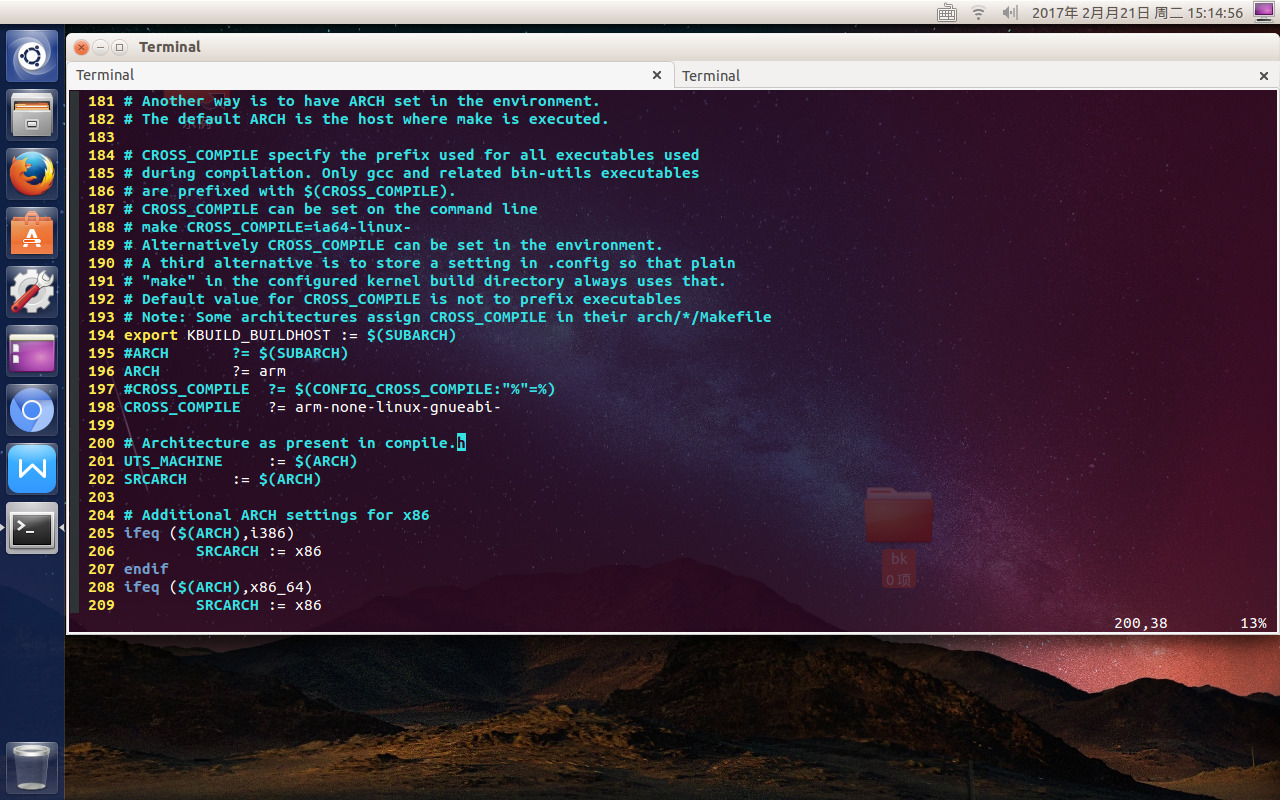 2017年 2月月21日 周二 15:14:56
Terminal
Terminal
Terminal
181 # Another way is to have ARCH set in the environment.
182 # The default ARCH is the host where make is executed.
183
184 # CROSS_COMPILE specify the prefix used for all executables used
185 # during compilation. Only gcc and related bin-utils executables
186 # are prefixed with $(CROSS_COMPILE).
187 # CROSS_COMPILE can be set on the command line
188 # make CROSS_COMPILE=ia64-linux-
189 # Alternatively CROSS_COMPILE can be set in the environment.
190 # A third alternative is to store a setting in .config so that plain
191 # "make" in the configured kernel build directory always uses that.
192 # Default value for CROSS_COMPILE is not to prefix executables
193 # Note: Some architectures assign CROSS_COMPILE in their arch/*/Makefile
194 export KBUILD_BUILDHOST := $(SUBARCH)
195 #ARCH       ?= $(SUBARCH)
196 ARCH        ?= arm
197 #CROSS_COMPILE  ?= $(CONFIG_CROSS_COMPILE:"%"=%)
198 CROSS_COMPILE   ?= arm-none-linux-gnueabi-
199
200 # Architecture as present in compile.h
201 UTS_MACHINE     := $(ARCH)
202 SRCARCH     := $(ARCH)
203
204 # Additional ARCH settings for x86
205 ifeq ($(ARCH),i386)
206         SRCARCH := x86
207 endif
208 ifeq ($(ARCH),x86_64)
209         SRCARCH := x86
200,38 13%
bk
0项